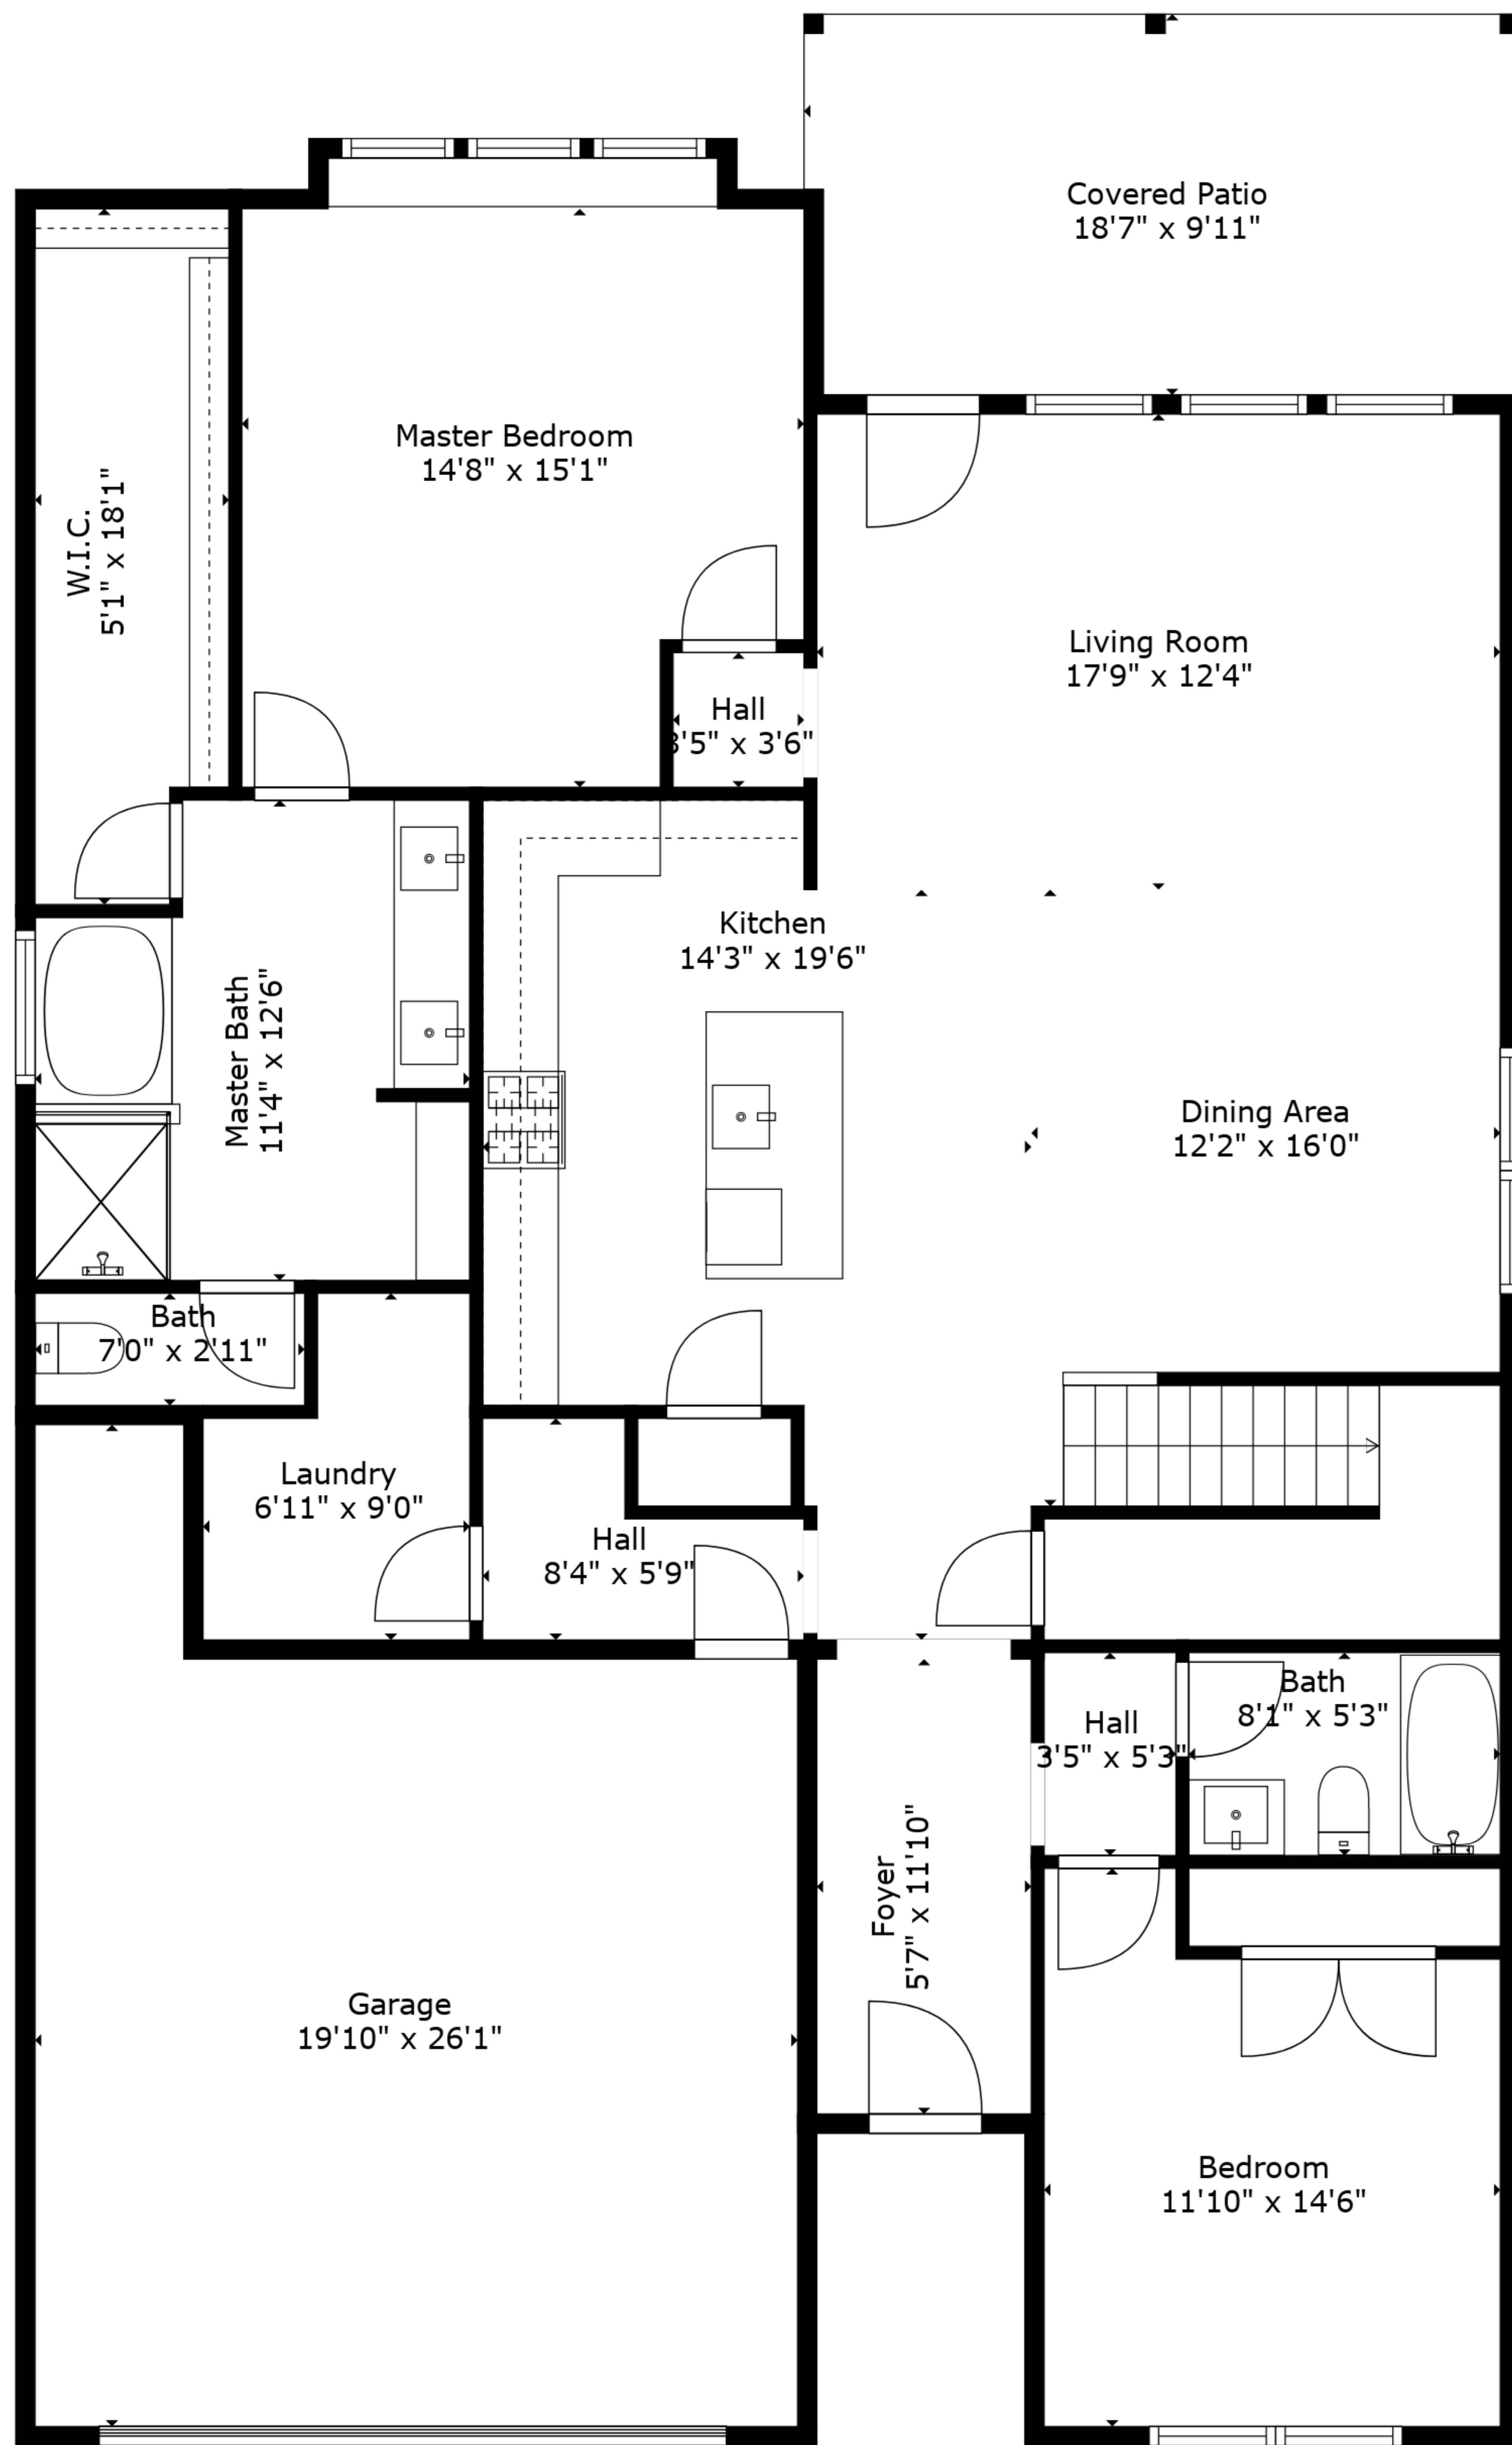 Covered Patio
18'7" x 9'11"
Master Bedroom
14'8" x 15'1"
W.I.C.
5'1" x 18'1"
Living Room
17'9" x 12'4"
Hall
3'5" x 3'6"
Kitchen
14'3" x 19'6"
Master Bath
11'4" x 12'6"
Dining Area
12'2" x 16'0"
Bath
7'0" x 2'11"
Laundry
6'11" x 9'0"
Hall
8'4" x 5'9"
Bath
8'1" x 5'3"
Hall
3'5" x 5'3"
Foyer
5'7" x 11'10"
Garage
19'10" x 26'1"
Bedroom
11'10" x 14'6"